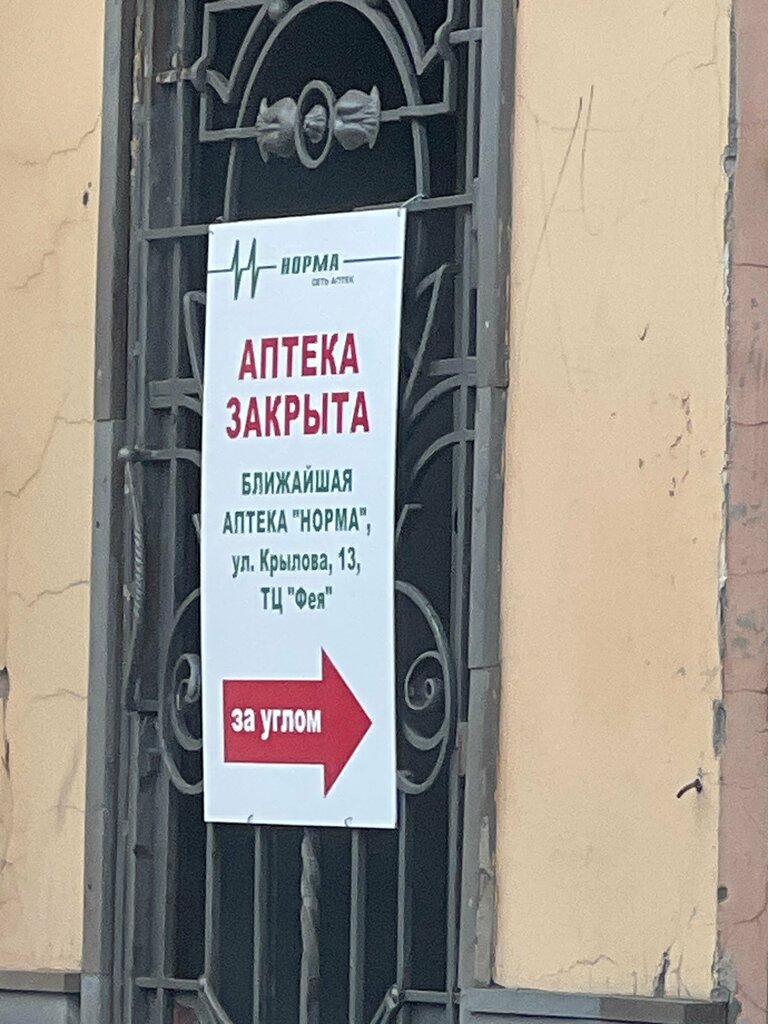 НОРМА
СЕТЬ АПТЕК
АПТЕКА
ЗАКРЫТА
БЛИЖАЙШАЯ
АПТЕКА "НОРМА",
ул. Крылова, 13,
ТЦ "Фея"
за углом